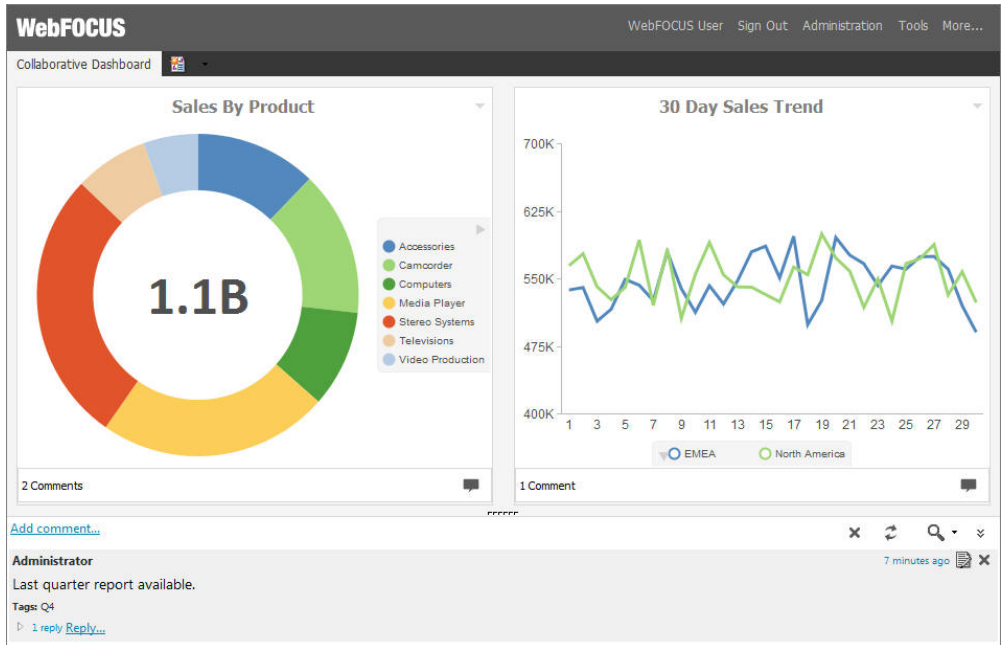 WebFOCUS
WebFOCUS User Sign Out Administration Tools More...
Collaborative Dashboard
Sales By Product
1.1B
Accessories
Camcorder
Computers
Media Player
Stereo Systems
Televisions
Video Production
2 Comments
30 Day Sales Trend
700K
625K
550K
475K
400K
1 3 5 7 9 11 13 15 17 19 21 23 25 27 29
EMEA North America
1 Comment
Add comment...
Administrator
7 minutes ago
Last quarter report available.
Tags: Q4
1 reply Reply...